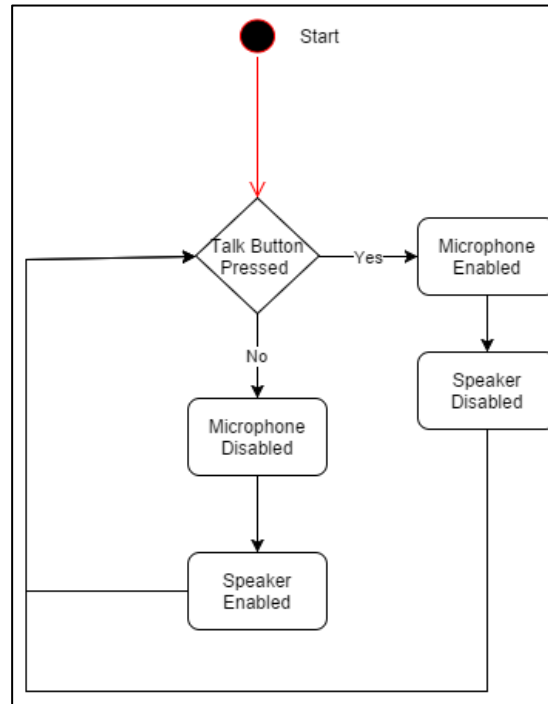 Start
Talk Button
Pressed
Yes
Microphone
Enabled
No
Speaker
Disabled
Microphone
Disabled
Speaker
Enabled